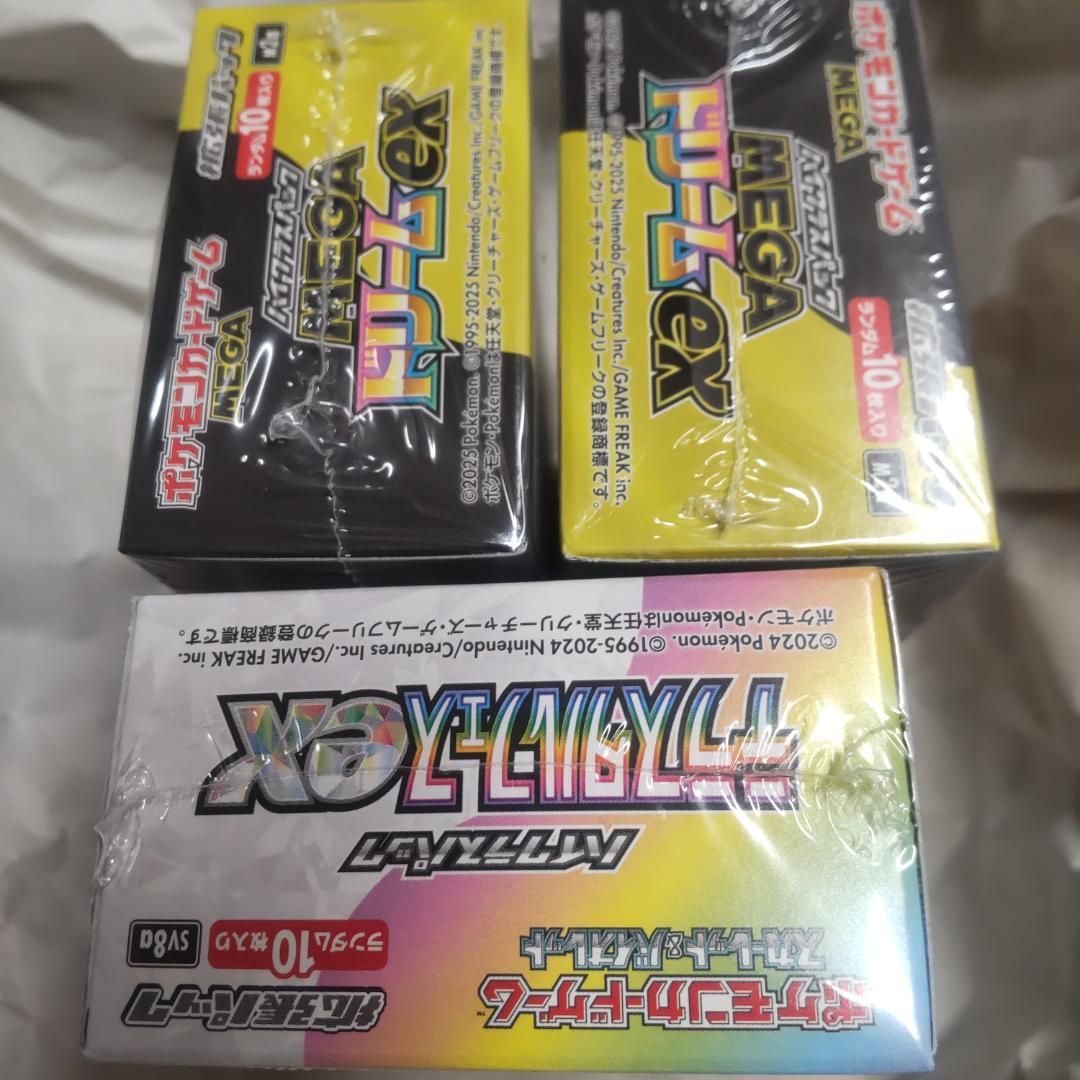 ポケモンカードゲーム
MEGA
拡張パック
ランダム10枚入り
M2a
ハイクラスパック
MEGA
ドリームex
©2025 Pokémon. ©1995-2025 Nintendo/Creatures Inc./GAME FREAK inc.
ポケモン・Pokémonは任天堂・クリーチャーズ・ゲームフリークの登録商標です。
ポケモンカードゲーム
MEGA
拡張パック
ランダム10枚入り
M2a
ハイクラスパック
MEGA
ドリームex
©1995-2025 Nintendo/Creatures Inc./GAME FREAK inc.
は任天堂・クリーチャーズ・ゲームフリークの登録商標です。
ポケモンカードゲーム™
スカーレット&バイオレット
拡張パック
ランダム10枚入り
SV8a
ハイクラスパック
テラスタルフェスex
©2024 Pokémon. ©1995-2024 Nintendo/Creatures Inc./GAME FREAK inc.
ポケモン・Pokémonは任天堂・クリーチャーズ・ゲームフリークの登録商標です。